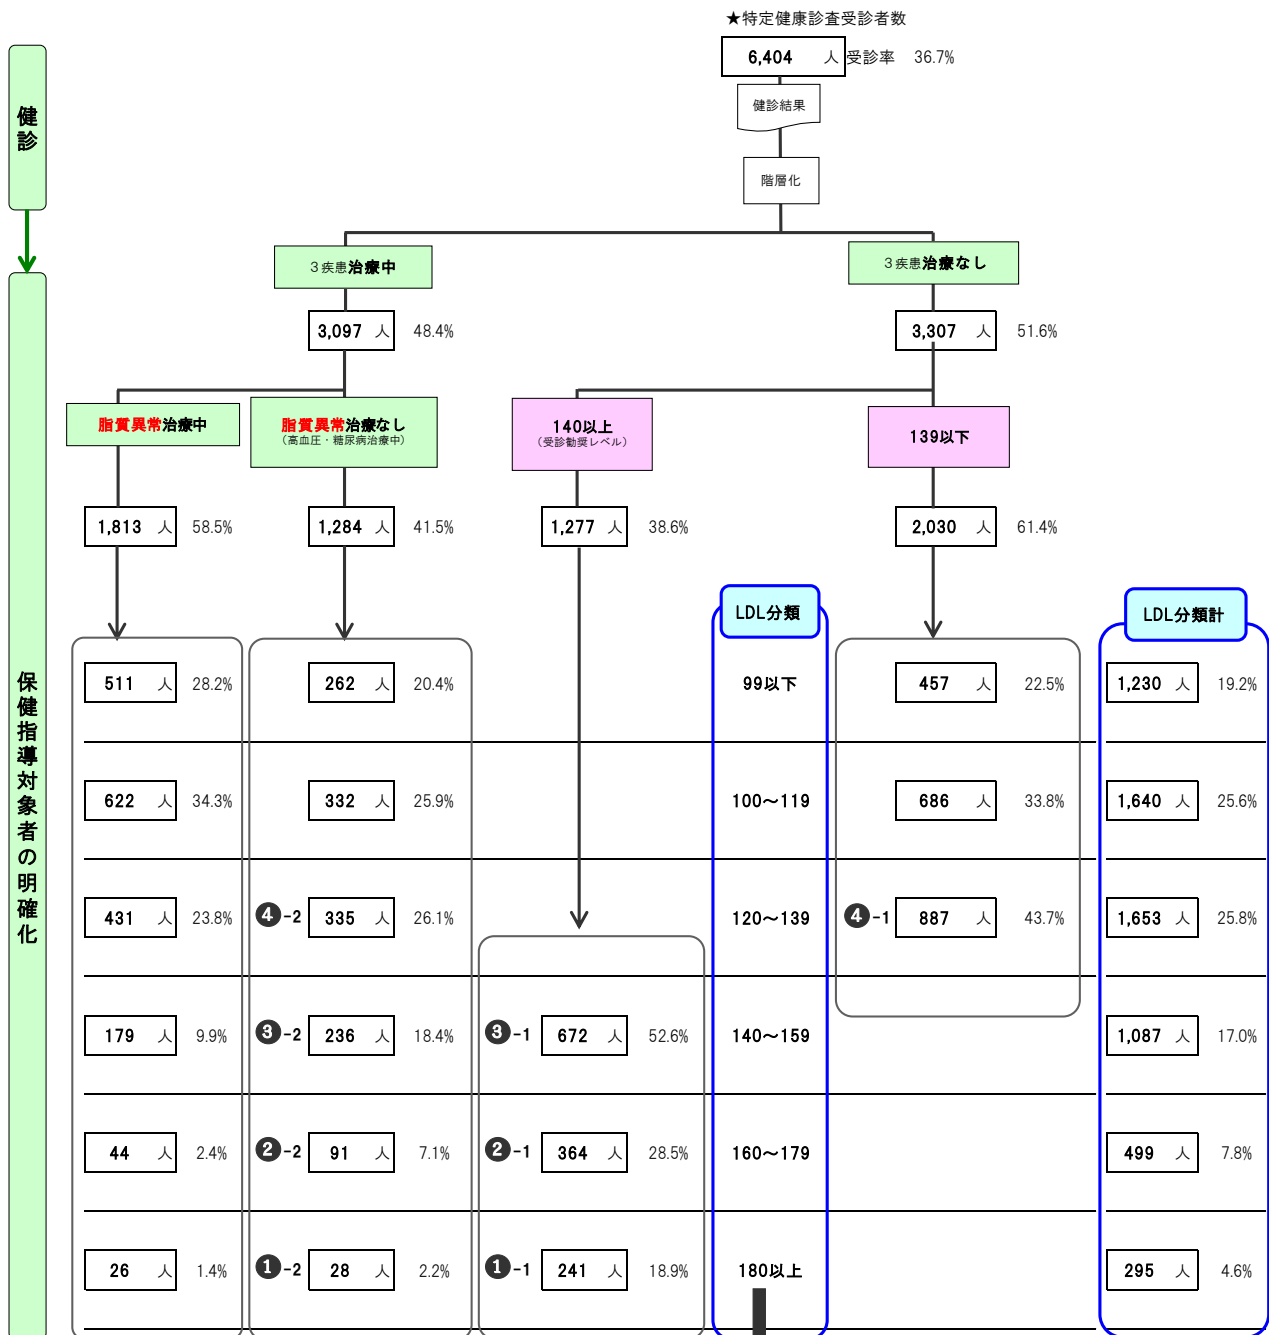 ★特定健康診査受診者数
6,404 人 受診率 36.7%
健診
健診結果
階層化
3疾患治療中
3疾患治療なし
3,097 人 48.4%
3,307 人 51.6%
脂質異常治療中
脂質異常治療なし
(高血圧・糖尿病治療中)
140以上
(受診勧奨レベル)
139以下
1,813 人 58.5%
1,284 人 41.5%
1,277 人 38.6%
2,030 人 61.4%
保健指導対象者の明確化
LDL分類
LDL分類計
511 人 28.2%
262 人 20.4%
99以下
457 人 22.5%
1,230 人 19.2%
622 人 34.3%
332 人 25.9%
100～119
686 人 33.8%
1,640 人 25.6%
431 人 23.8%
❹-2 335 人 26.1%
120～139
❹-1 887 人 43.7%
1,653 人 25.8%
179 人 9.9%
❸-2 236 人 18.4%
❸-1 672 人 52.6%
140～159
1,087 人 17.0%
44 人 2.4%
❷-2 91 人 7.1%
❷-1 364 人 28.5%
160～179
499 人 7.8%
26 人 1.4%
❶-2 28 人 2.2%
❶-1 241 人 18.9%
180以上
295 人 4.6%